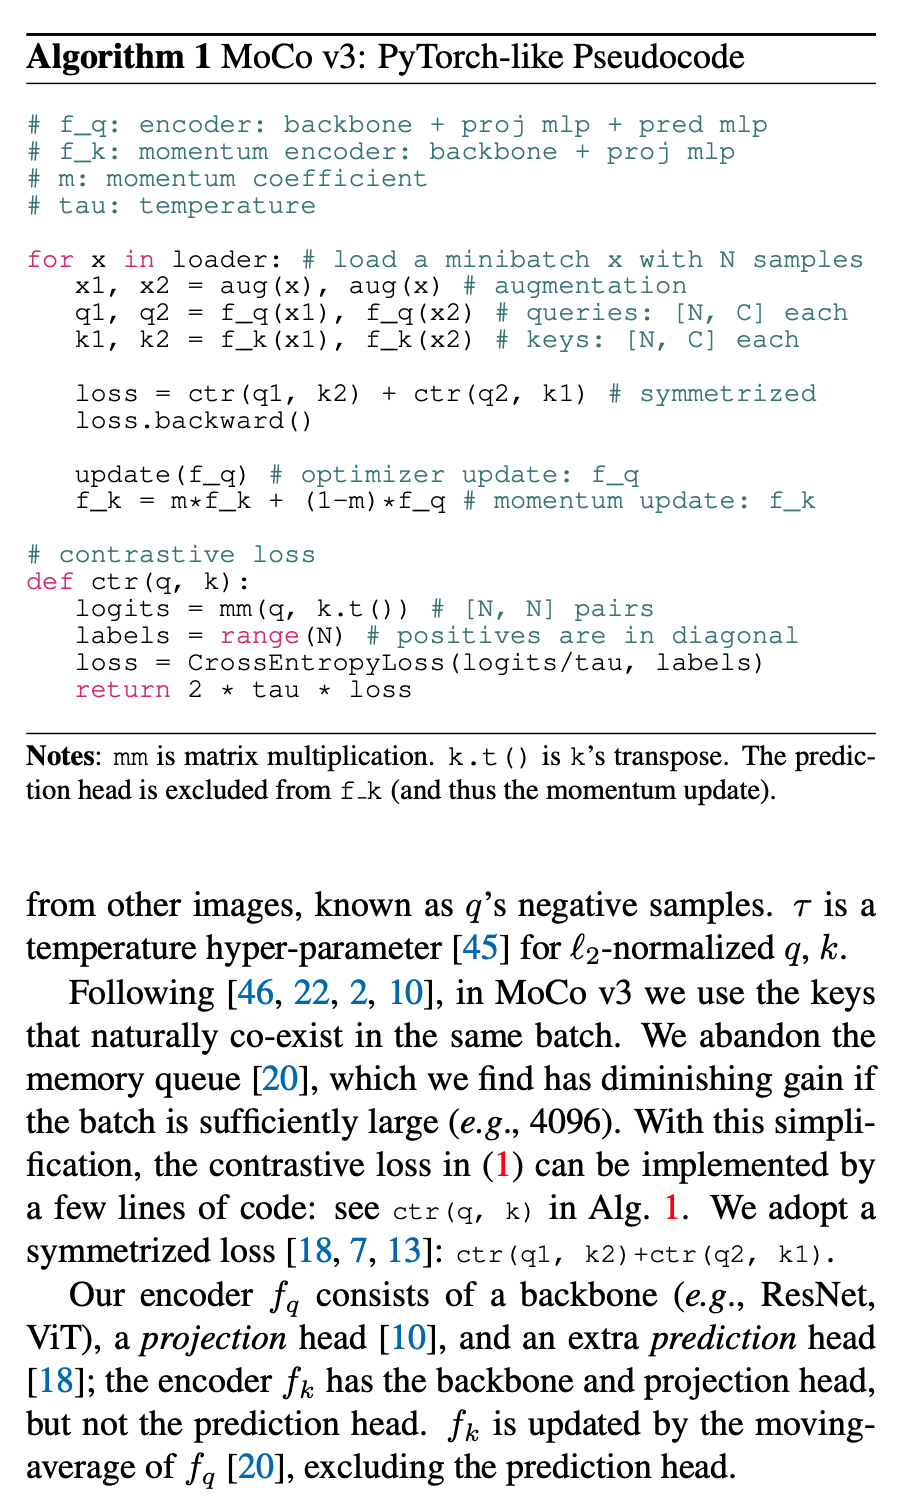 Algorithm 1 MoCo v3: PyTorch-like Pseudocode
# f_q: encoder: backbone + proj mlp + pred mlp
# f_k: momentum encoder: backbone + proj mlp
# m: momentum coefficient
# tau: temperature
for x in loader: # load a minibatch x with N samples
x1, x2 = aug(x), aug(x) # augmentation
q1, q2 = f_q(x1), f_q(x2) # queries: [N, C] each
k1, k2 = f_k(x1), f_k(x2) # keys: [N, C] each
loss = ctr(q1, k2) + ctr(q2, k1) # symmetrized
loss.backward()
update(f_q) # optimizer update: f_q
f_k = m*f_k + (1-m)*f_q # momentum update: f_k
# contrastive loss
def ctr(q, k):
logits = mm(q, k.t()) # [N, N] pairs
labels = range(N) # positives are in diagonal
loss = CrossEntropyLoss(logits/tau, labels)
return 2 * tau * loss
Notes: mm is matrix multiplication. k.t() is k's transpose. The predic-
tion head is excluded from f_k (and thus the momentum update).
from other images, known as q's negative samples. τ is a
temperature hyper-parameter [45] for ℓ₂-normalized q, k.
Following [46, 22, 2, 10], in MoCo v3 we use the keys
that naturally co-exist in the same batch. We abandon the
memory queue [20], which we find has diminishing gain if
the batch is sufficiently large (e.g., 4096). With this simpli-
fication, the contrastive loss in (1) can be implemented by
a few lines of code: see ctr(q, k) in Alg. 1. We adopt a
symmetrized loss [18, 7, 13]: ctr(q1, k2)+ctr(q2, k1).
Our encoder f_q consists of a backbone (e.g., ResNet,
ViT), a projection head [10], and an extra prediction head
[18]; the encoder f_k has the backbone and projection head,
but not the prediction head. f_k is updated by the moving-
average of f_q [20], excluding the prediction head.